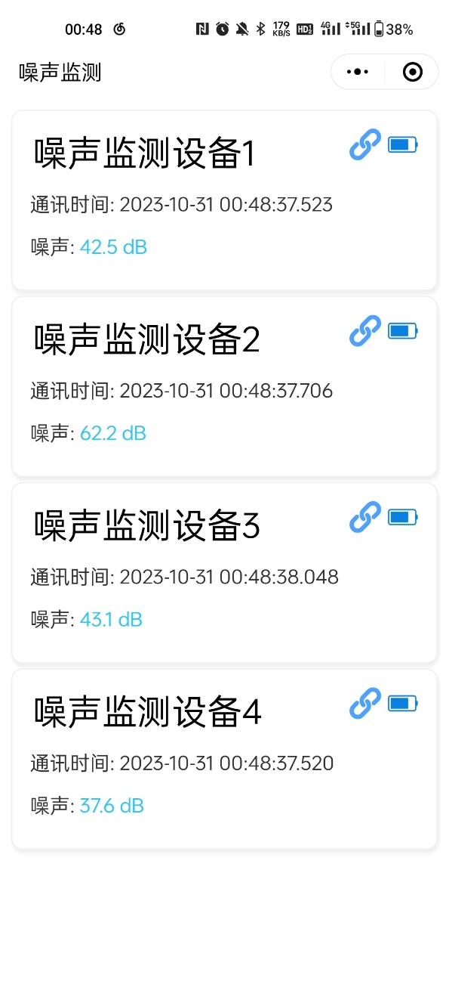 00:48 179 KB/S HD2 4G 5G 38%
噪声监测
噪声监测设备1
通讯时间: 2023-10-31 00:48:37.523
噪声: 42.5 dB
噪声监测设备2
通讯时间: 2023-10-31 00:48:37.706
噪声: 62.2 dB
噪声监测设备3
通讯时间: 2023-10-31 00:48:38.048
噪声: 43.1 dB
噪声监测设备4
通讯时间: 2023-10-31 00:48:37.520
噪声: 37.6 dB